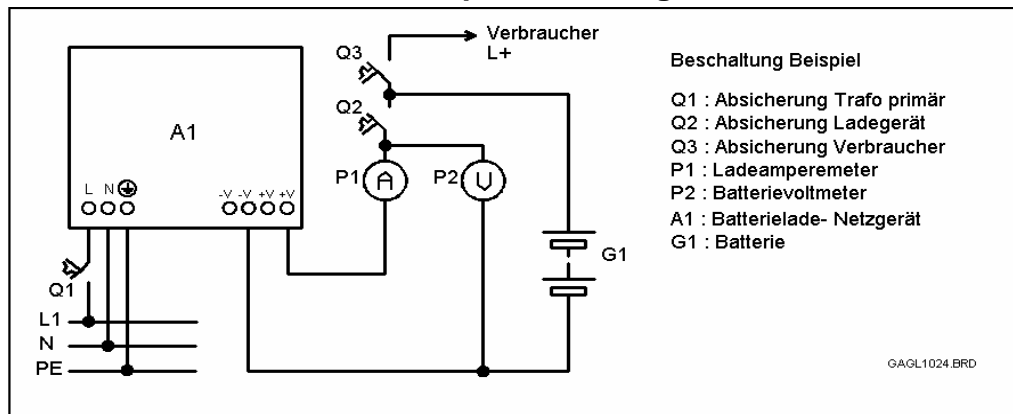 Verbraucher
L+
Q3
Q2
A1
P1
A
P2
V
L N
-V -V +V +V
G1
Q1
L1
N
PE
Beschaltung Beispiel
Q1 : Absicherung Trafo primär
Q2 : Absicherung Ladegerät
Q3 : Absicherung Verbraucher
P1 : Ladeamperemeter
P2 : Batterievoltmeter
A1 : Batterielade- Netzgerät
G1 : Batterie
GAGL1024.BRD